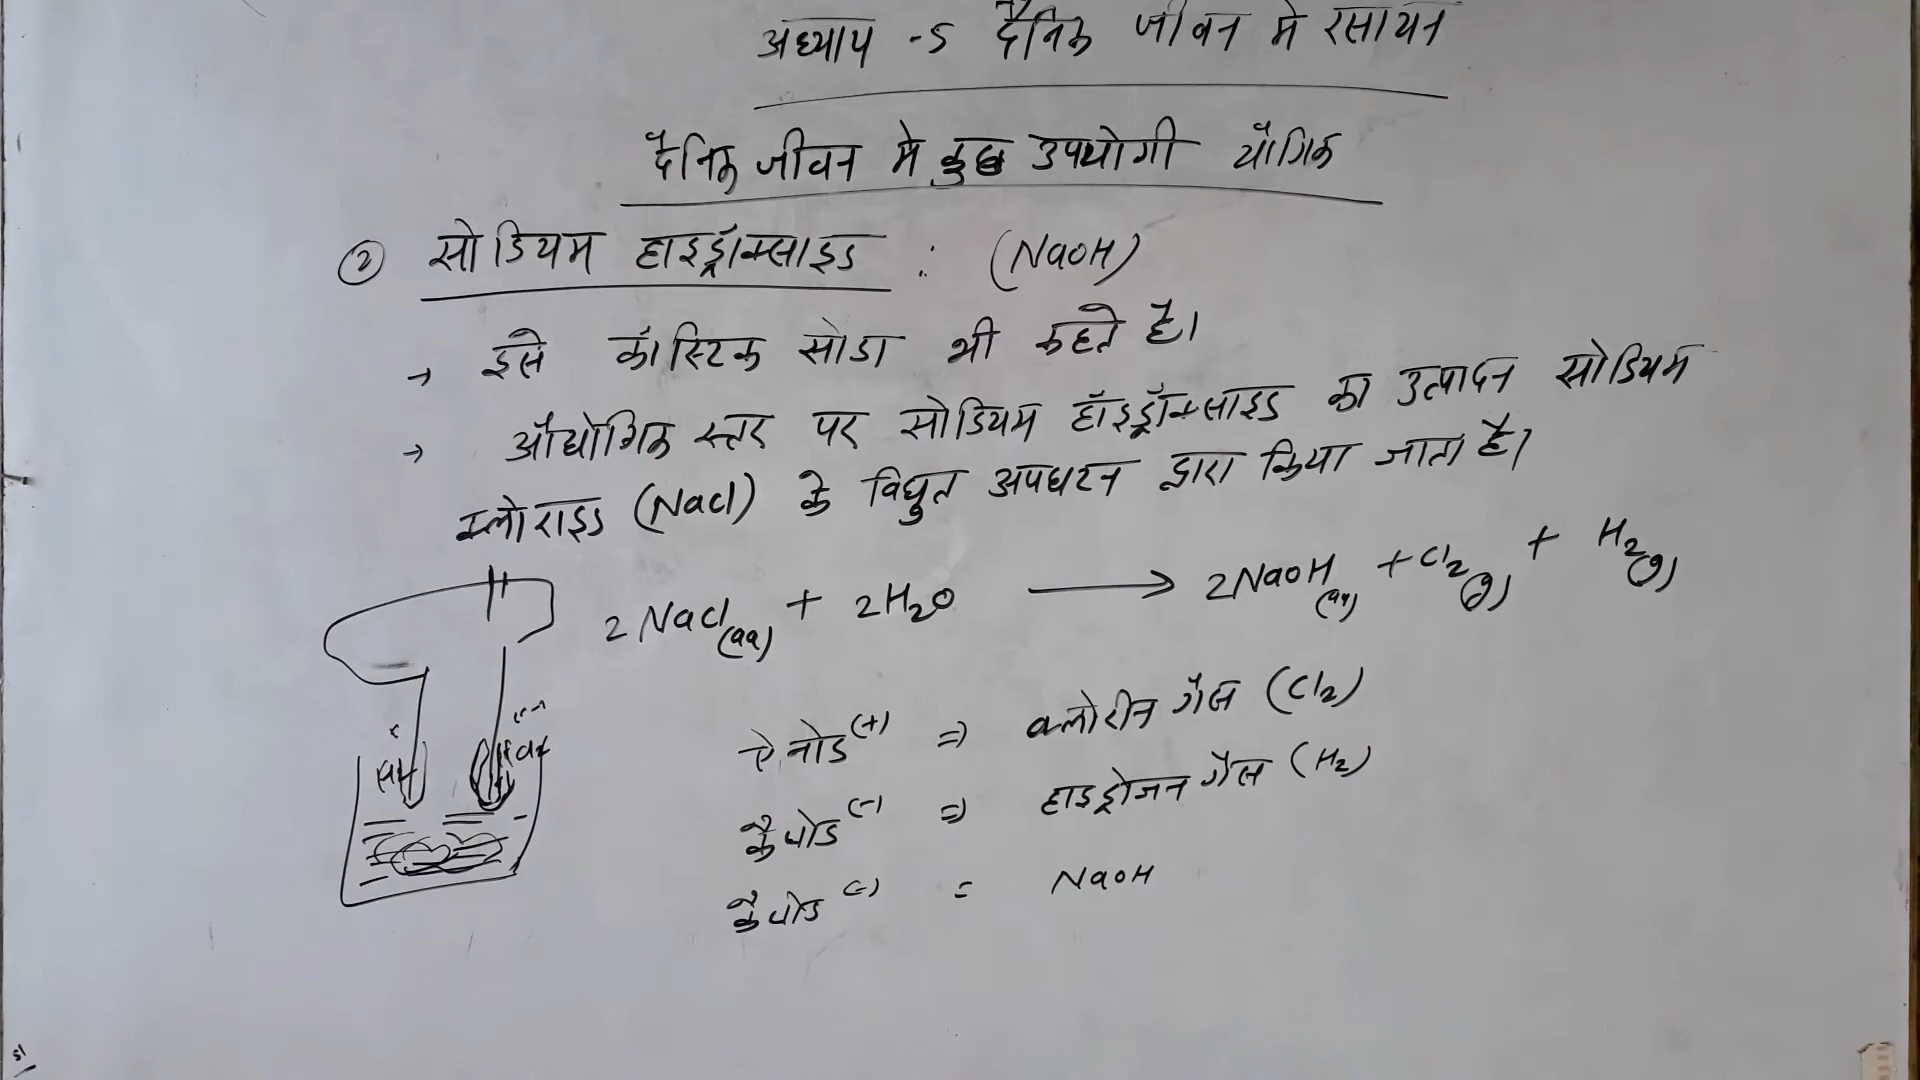 अध्याय -5 दैनिक जीवन मे रसायन
दैनिक जीवन मे कुछ उपयोगी यौगिक
② सोडियम हाइड्रॉक्साइड : (NaOH)
→ इसे कॉस्टिक सोडा भी कहते है।
→ औद्योगिक स्तर पर सोडियम हॉइड्रॉक्साइड का उत्पादन सोडियम
क्लोराइड (NaCl) के विद्युत अपघटन द्वारा किया जाता है।
2NaCl(aq) + 2H2O ⟶ 2NaOH(aq) + Cl2(g) + H2(g)
ऐनोड(+) ⇒ क्लोरीन गैस (Cl2)
कैथोड(-) ⇒ हाइड्रोजन गैस (H2)
कैथोड(-) = NaOH